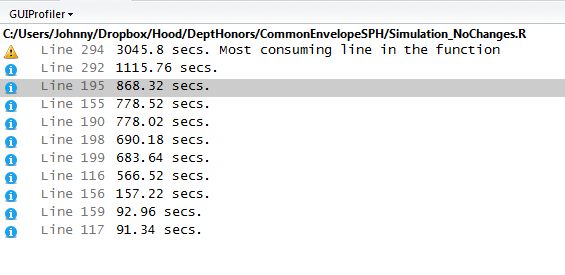 GUIProfiler
C:/Users/Johnny/Dropbox/Hood/DeptHonors/CommonEnvelopeSPH/Simulation_NoChanges.R
Line 294 3045.8 secs. Most consuming line in the function
Line 292 1115.76 secs.
Line 195 868.32 secs.
Line 155 778.52 secs.
Line 190 778.02 secs.
Line 198 690.18 secs.
Line 199 683.64 secs.
Line 116 566.52 secs.
Line 156 157.22 secs.
Line 159 92.96 secs.
Line 117 91.34 secs.